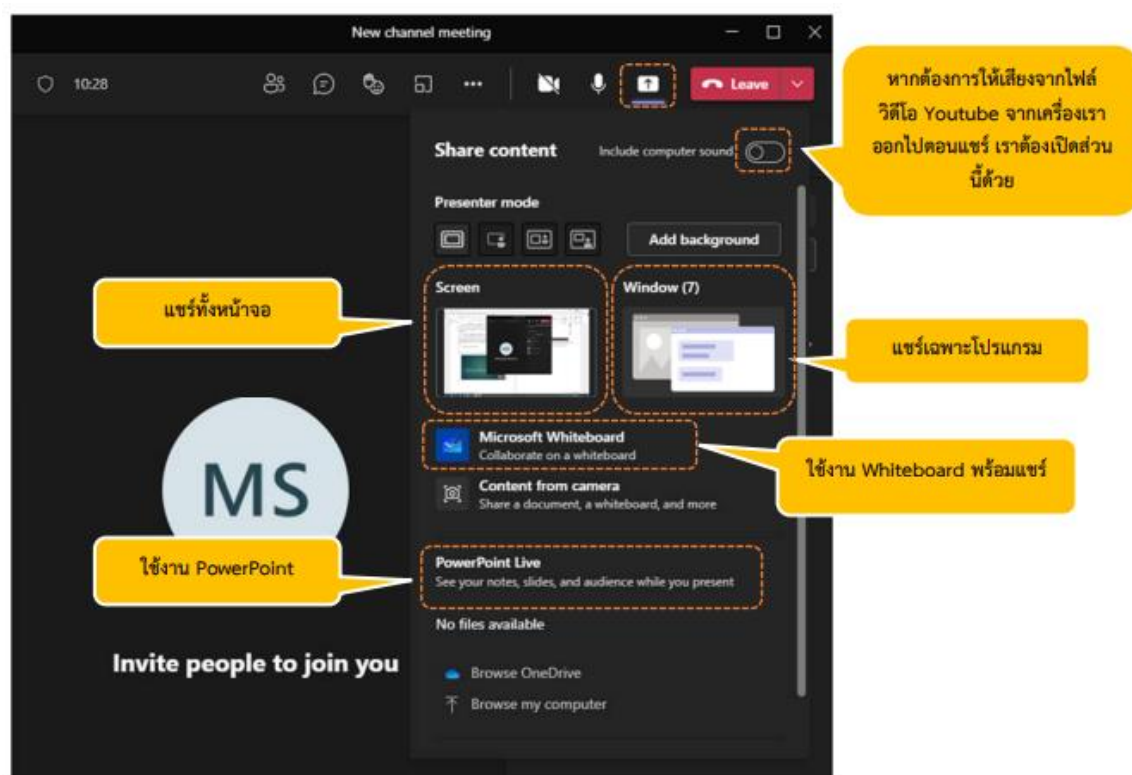 New channel meeting
10:28
Leave
หากต้องการให้เสียงจากไฟล์
วิดีโอ Youtube จากเครื่องเรา
ออกไปตอนแชร์ เราต้องเปิดส่วน
นี้ด้วย
Share content
Include computer sound
Presenter mode
Add background
Screen
Window (7)
แชร์ทั้งหน้าจอ
แชร์เฉพาะโปรแกรม
Microsoft Whiteboard
Collaborate on a whiteboard
ใช้งาน Whiteboard พร้อมแชร์
Content from camera
Share a document, a whiteboard, and more
MS
ใช้งาน PowerPoint
PowerPoint Live
See your notes, slides, and audience while you present
No files available
Invite people to join you
Browse OneDrive
Browse my computer